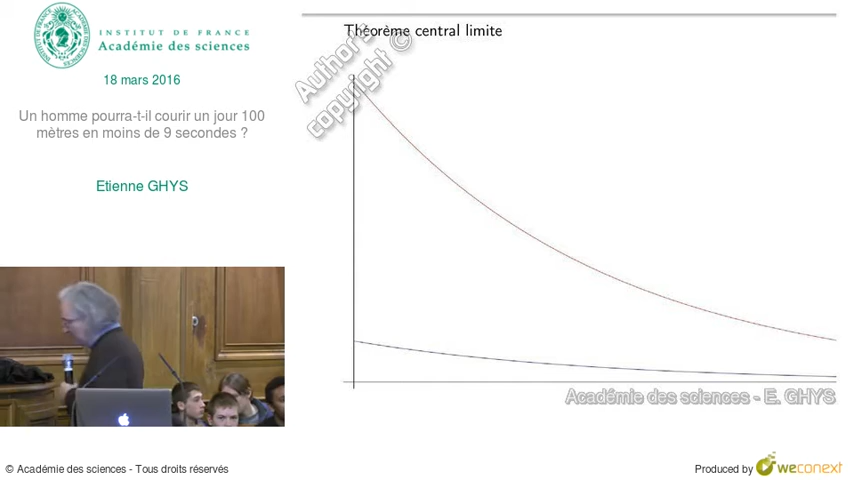 INSTITUT DE FRANCE
Académie des sciences
18 mars 2016
Un homme pourra-t-il courir un jour 100
mètres en moins de 9 secondes ?
Etienne GHYS
Théorème central limite
Author's
copyright ©
Académie des sciences - E. GHYS
© Académie des sciences - Tous droits réservés
Produced by weconext